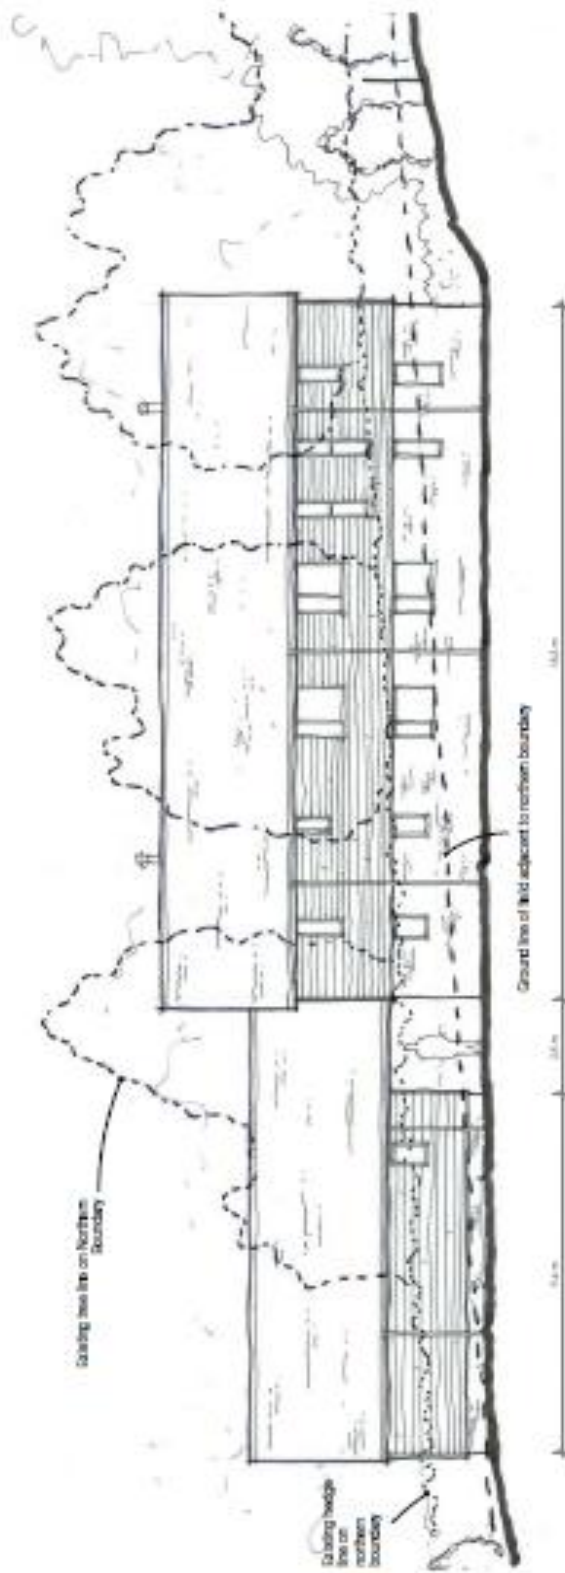 Existing tree line on Northern
Boundary
Existing hedge
line on
northern
boundary
Ground line of field adjacent to northern boundary